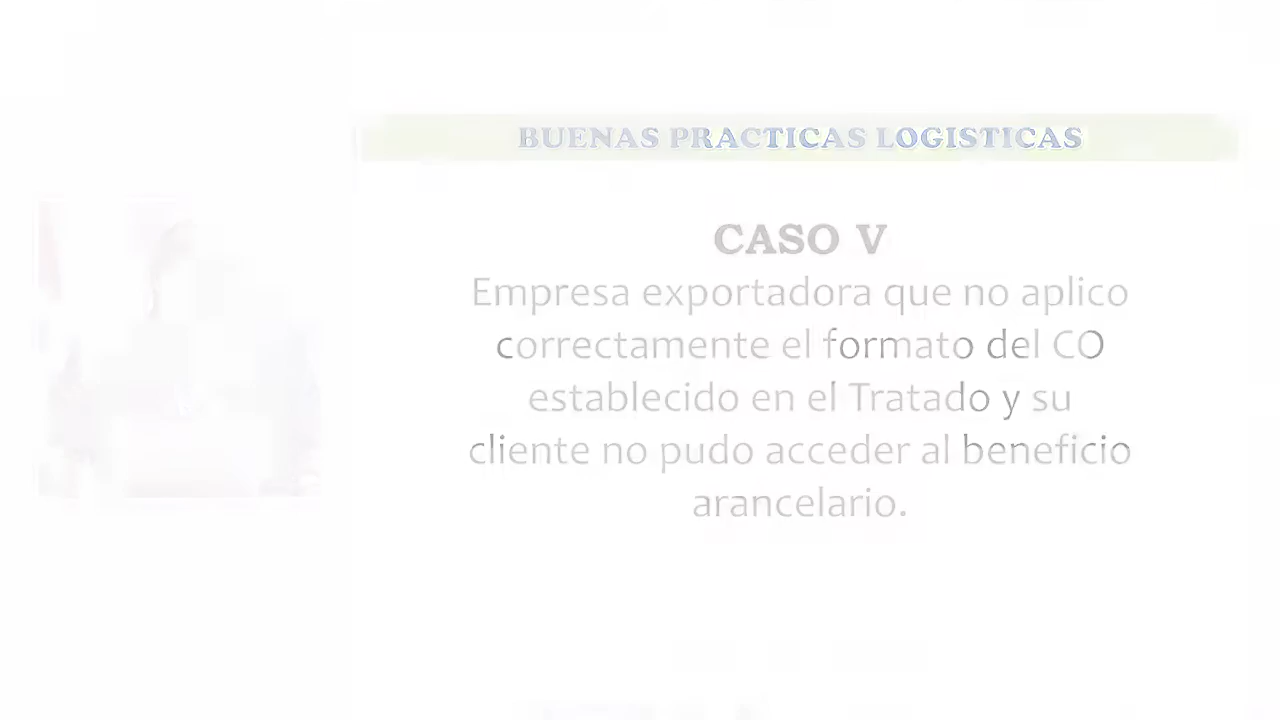 BUENAS PRACTICAS LOGISTICAS
CASO V
Empresa exportadora que no aplico
correctamente el formato del CO
establecido en el Tratado y su
cliente no pudo acceder al beneficio
arancelario.